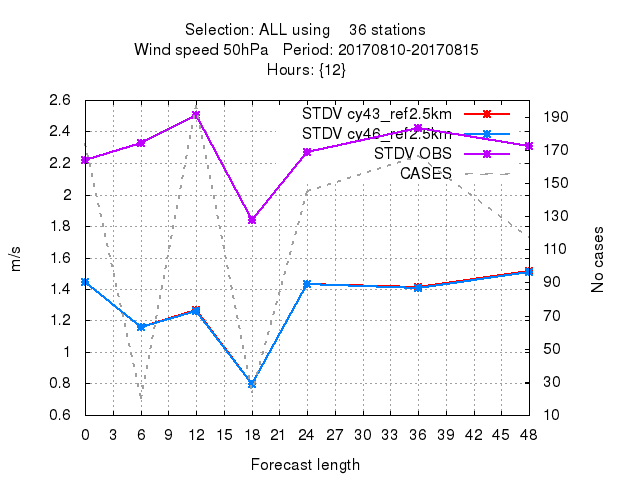 Selection: ALL using    36 stations
Wind speed 50hPa   Period: 20170810-20170815
Hours: {12}
STDV cy43_ref2.5km
STDV cy46_ref2.5km
STDV OBS
CASES
2.6
2.4
2.2
2
1.8
1.6
1.4
1.2
1
0.8
0.6
m/s
190
170
150
130
110
90
70
50
30
10
No cases
0 3 6 9 12 15 18 21 24 27 30 33 36 39 42 45 48
Forecast length